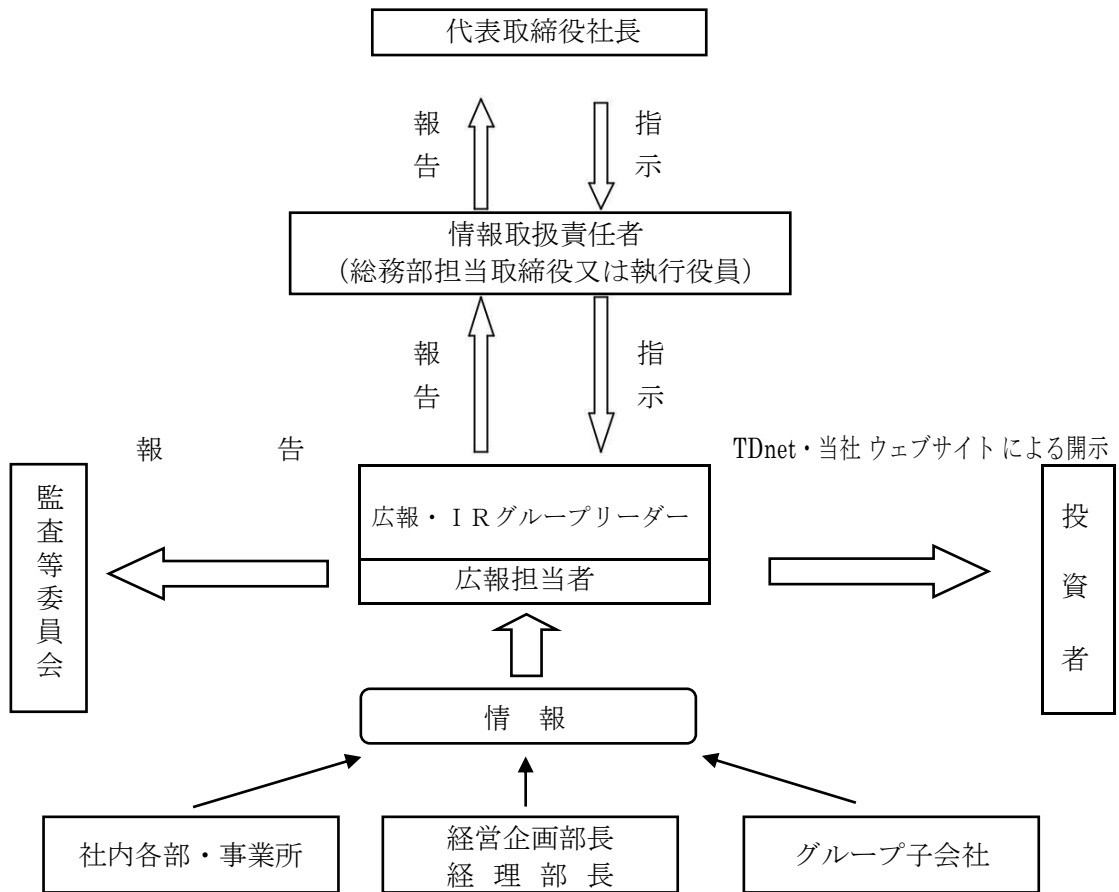 代表取締役社長
報告
指示
情報取扱責任者
（総務部担当取締役又は執行役員）
報告
指示
報告
TDnet・当社 ウェブサイト による開示
監査等委員会
広報・ＩＲグループリーダー
広報担当者
投資者
情 報
社内各部・事業所
経営企画部長
経 理 部 長
グループ子会社